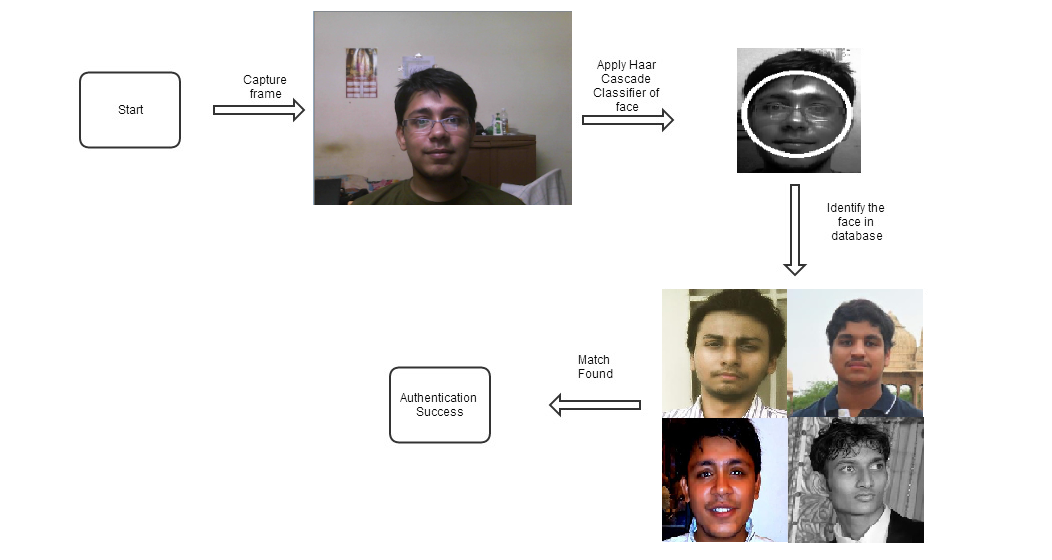 Start
Capture
frame
Apply Haar
Cascade
Classifier of
face
Identify the
face in
database
Match
Found
Authentication
Success